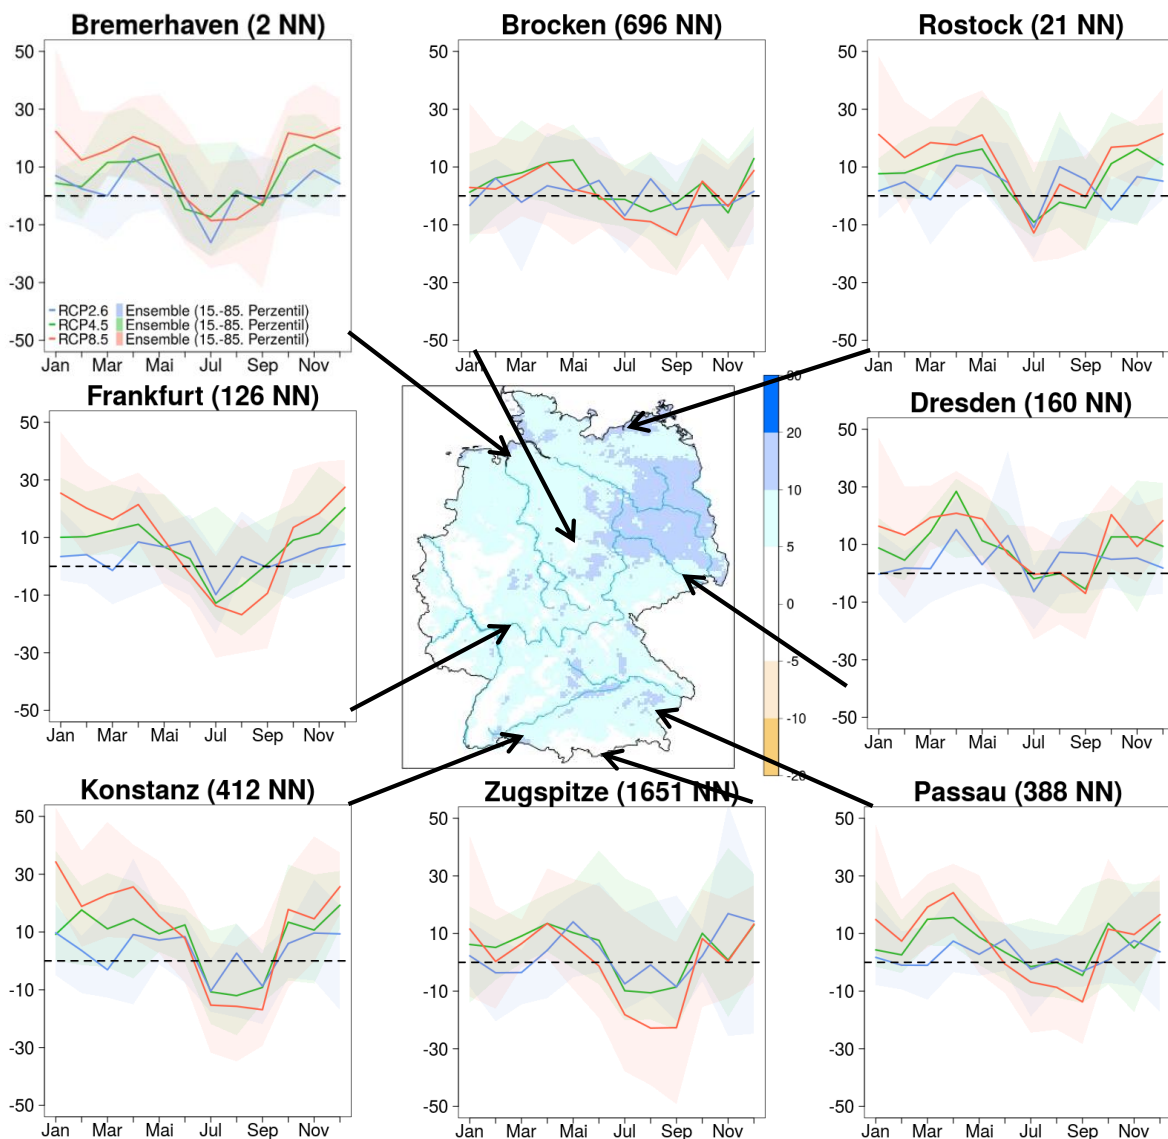 Bremerhaven (2 NN)
50
30
10
-10
-30
-50
RCP2.6 Ensemble (15.-85. Perzentil)
RCP4.5 Ensemble (15.-85. Perzentil)
RCP8.5 Ensemble (15.-85. Perzentil)
Jan Mar Mai Jul Sep Nov
Brocken (696 NN)
50
30
10
-10
-30
-50
Jan Mar Mai Jul Sep Nov
Rostock (21 NN)
50
30
10
-10
-30
-50
Jan Mar Mai Jul Sep Nov
Frankfurt (126 NN)
50
30
10
-10
-30
-50
Jan Mar Mai Jul Sep Nov
30
20
10
5
0
-5
-10
-20
Dresden (160 NN)
50
30
10
-10
-30
-50
Jan Mar Mai Jul Sep Nov
Konstanz (412 NN)
50
30
10
-10
-30
-50
Jan Mar Mai Jul Sep Nov
Zugspitze (1651 NN)
50
30
10
-10
-30
-50
Jan Mar Mai Jul Sep Nov
Passau (388 NN)
50
30
10
-10
-30
-50
Jan Mar Mai Jul Sep Nov